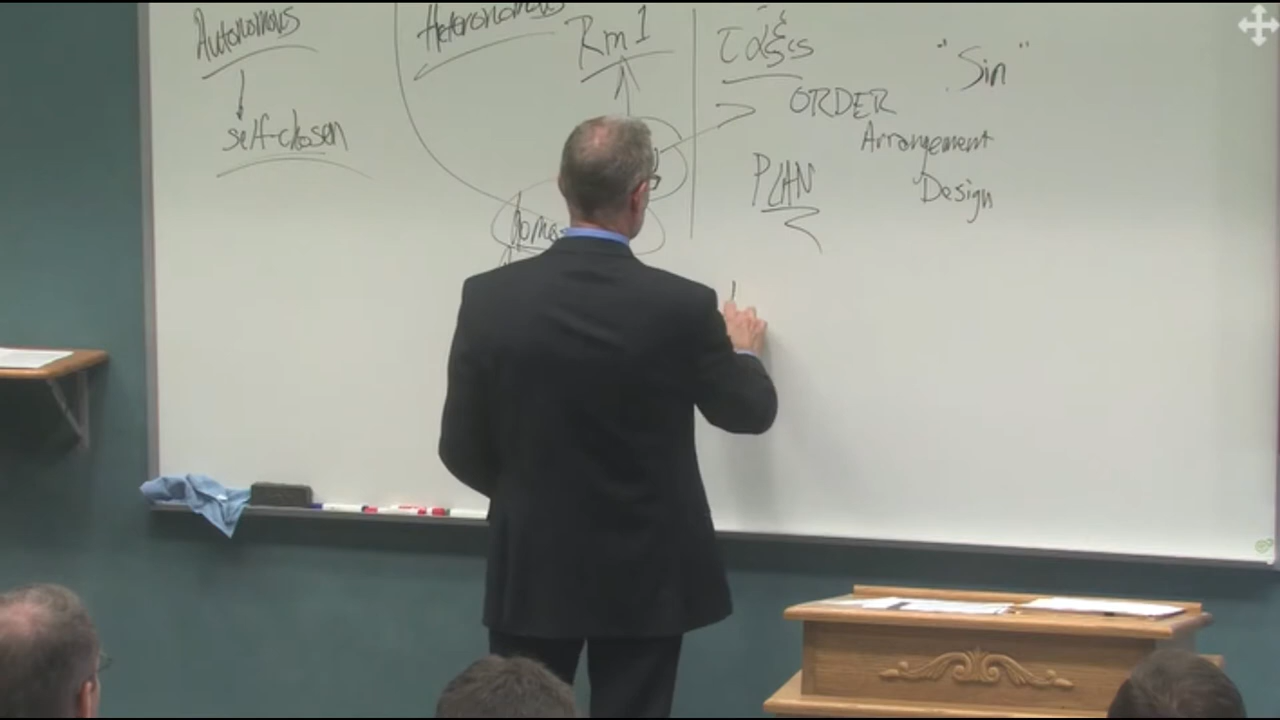 Autonomous
self-chosen
Heteronomous
Rm 1
τάξις
"Sin"
ORDER
Arrangement
PLAN
Design